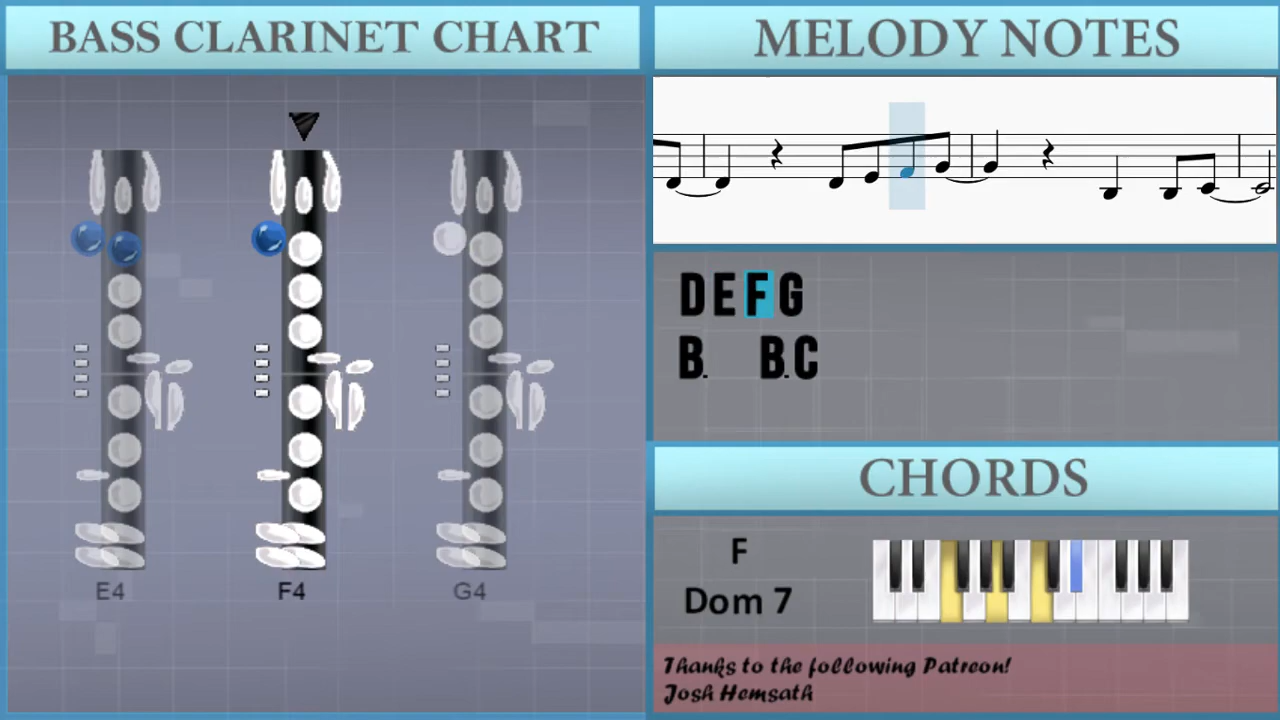 BASS CLARINET CHART
E4
F4
G4
MELODY NOTES
D E F G
B. B. C
CHORDS
F
Dom 7
Thanks to the following Patreon!
Josh Hemsath